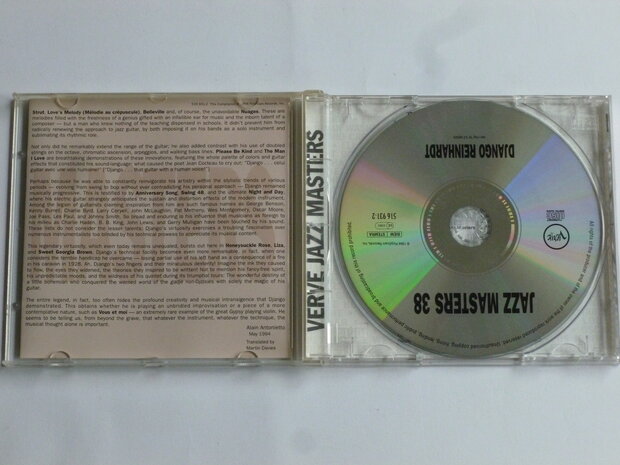 Strut, Love's Melody (Mélodie au crépuscule), Belleville and, of course, the unavoidable Nuages. These are
melodies filled with the freshness of a genius gifted with an infallible ear for music and the inborn talent of a
composer — but a man who knew nothing of the teaching dispensed in schools. It didn't prevent him from
radically renewing the approach to jazz guitar, by both imposing it on his bands as a solo instrument and
sublimating its rhythmic role.
Not only did he remarkably extend the range of the guitar; he also added contrast with his use of doubled
strings on the octave, chromatic ascension, arpeggios, and walking bass lines. Please Be Kind and The Man
I Love are breathtaking demonstrations of these innovations, featuring the whole palette of colors and guitar
effects that constituted his sound-language; what caused the poet Jean Cocteau to cry out: "Django . . . celui
guitar avec une voix humaine!" ("Django . . . that guitar with a human voice!")
Perhaps because he was able to constantly reinvigorate his artistry within the stylistic trends of various
periods — evolving from swing to bop without ever contradicting his personal approach — Django remained
musically progressive. This is testified to by Anniversary Song, Swing 48, and the ultimate Night and Day,
where his electric guitar strongly anticipates the sustain and distortion effects of the modern instrument.
Among the legion of guitarists claiming inspiration from him are such famous names as George Benson,
Kenny Burrell, Charlie Byrd, Larry Coryell, John McLaughlin, Pat Metheny, Wes Montgomery, Oscar Moore,
Joe Pass, Les Paul, and Johnny Smith. So broad and enduring is his influence that musicians as foreign to
his milieu as Charlie Haden, B. B. King, John Lewis, and Gerry Mulligan have been touched by his sound.
These lists do not consider the lesser talents; Django's virtuosity exercises a troubling fascination over
numerous instrumentalists too blinded by his technical powers to appreciate its musical content.
This legendary virtuosity, which even today remains unequalled, bursts out here in Honeysuckle Rose, Liza,
and Sweet Georgia Brown. Django's technical facility becomes even more remarkable, in fact, when one
considers the terrible handicaps he overcame — losing partial use of his left hand as a consequence of a fire
in his caravan in 1928. Ah, Django's two fingers and their miraculous dexterity! Imagine the ink they caused
to flow, the eyes they widened, the theories they inspired to be written! Not to mention his fancy-free spirit,
his unpredictable moods, and the wildness of his quintet during its triumphal tours: The wonderful destiny of
a little bohemian who conquered the wanted world of the gadjé non-Gypsies with solely the magic of his
guitar.
the entire legend, in fact, too often hides the profound creativity and musical intransigence that Django
demonstrated! This obtains whether he is playing an unbridled improvisation or a piece of a more
contemplative nature, such as Vous et moi — an extremely rare example of the great Gypsy playing violin. He
seems to be telling us, from beyond the grave, that whatever the instrument, whatever the technique, the
musical thought alone is important.
Alain Antonietto
May 1994
Translated by
Martin Davies
VERVE JAZZ MASTERS
DJANGO REINHARDT
516 931-2
STEREO
Verve
JAZZ MASTERS 38